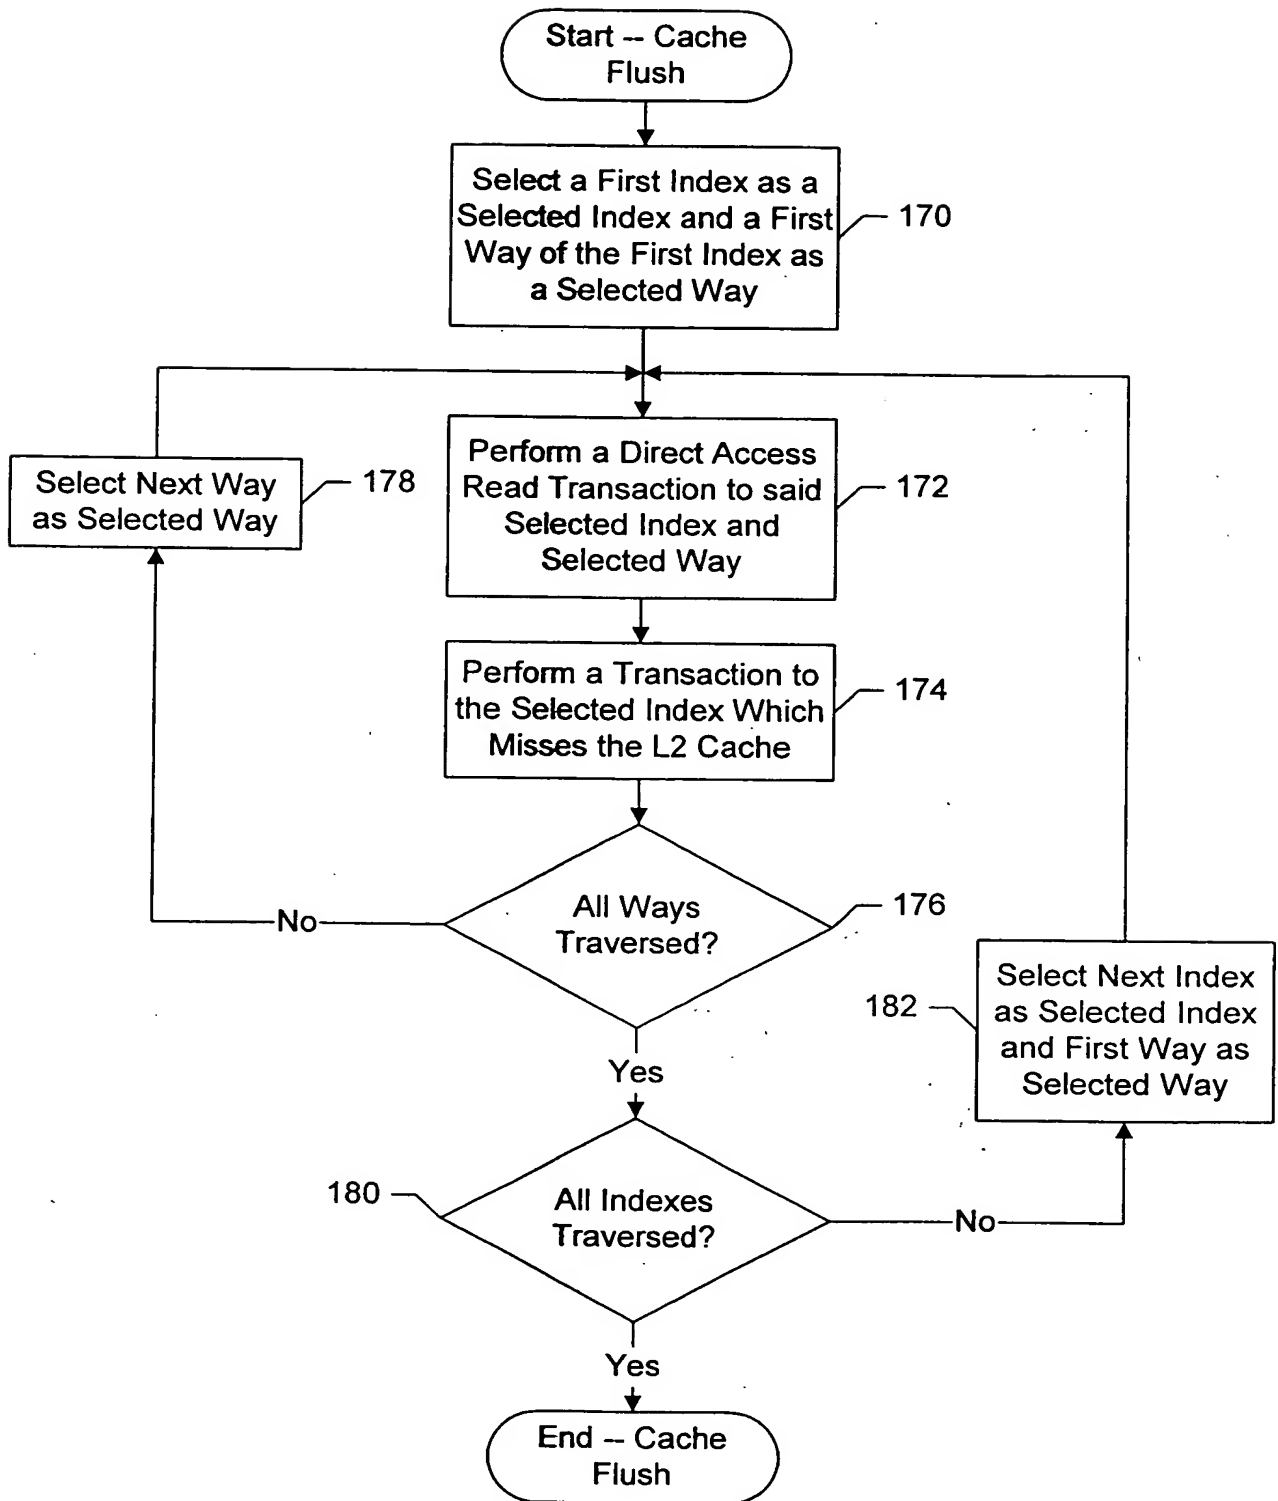 Start -- Cache
Flush
Select a First Index as a
Selected Index and a First
Way of the First Index as
a Selected Way
170
Select Next Way
as Selected Way
178
Perform a Direct Access
Read Transaction to said
Selected Index and
Selected Way
172
Perform a Transaction to
the Selected Index Which
Misses the L2 Cache
174
All Ways
Traversed?
176
No
Yes
Select Next Index
as Selected Index
and First Way as
Selected Way
182
180
All Indexes
Traversed?
No
Yes
End -- Cache
Flush